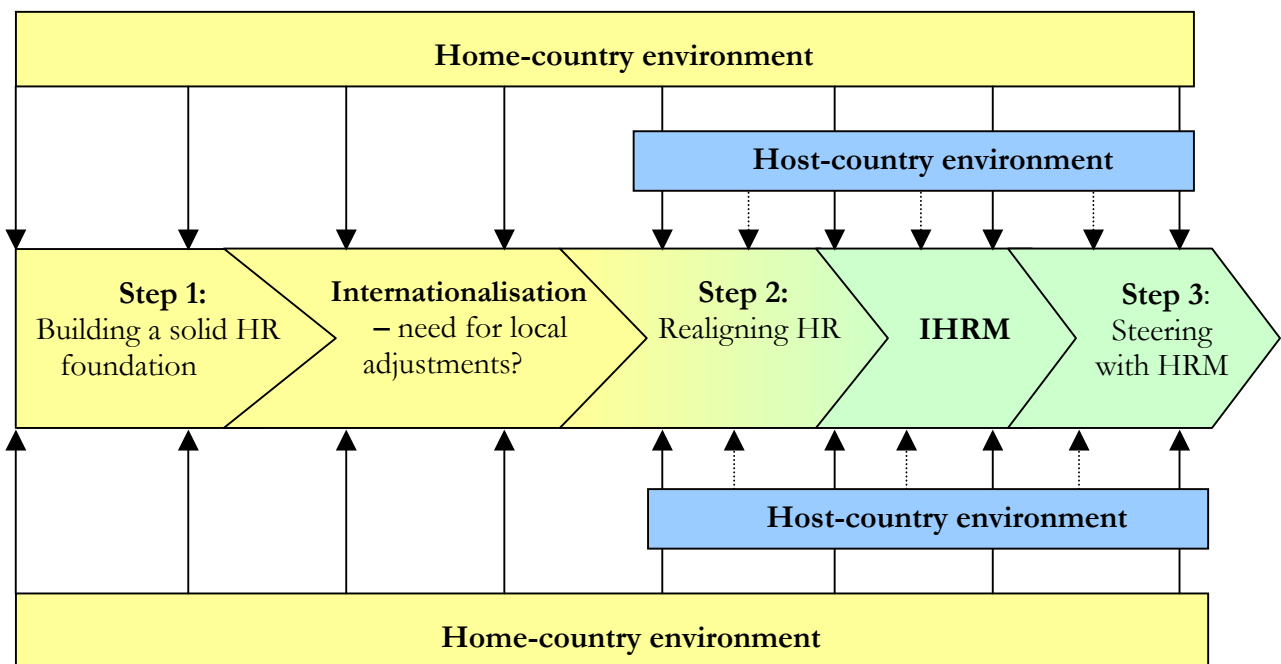 Home-country environment
Host-country environment
Step 1:
Building a solid HR
foundation
Internationalisation
– need for local
adjustments?
Step 2:
Realigning HR
IHRM
Step 3:
Steering
with HRM
Host-country environment
Home-country environment